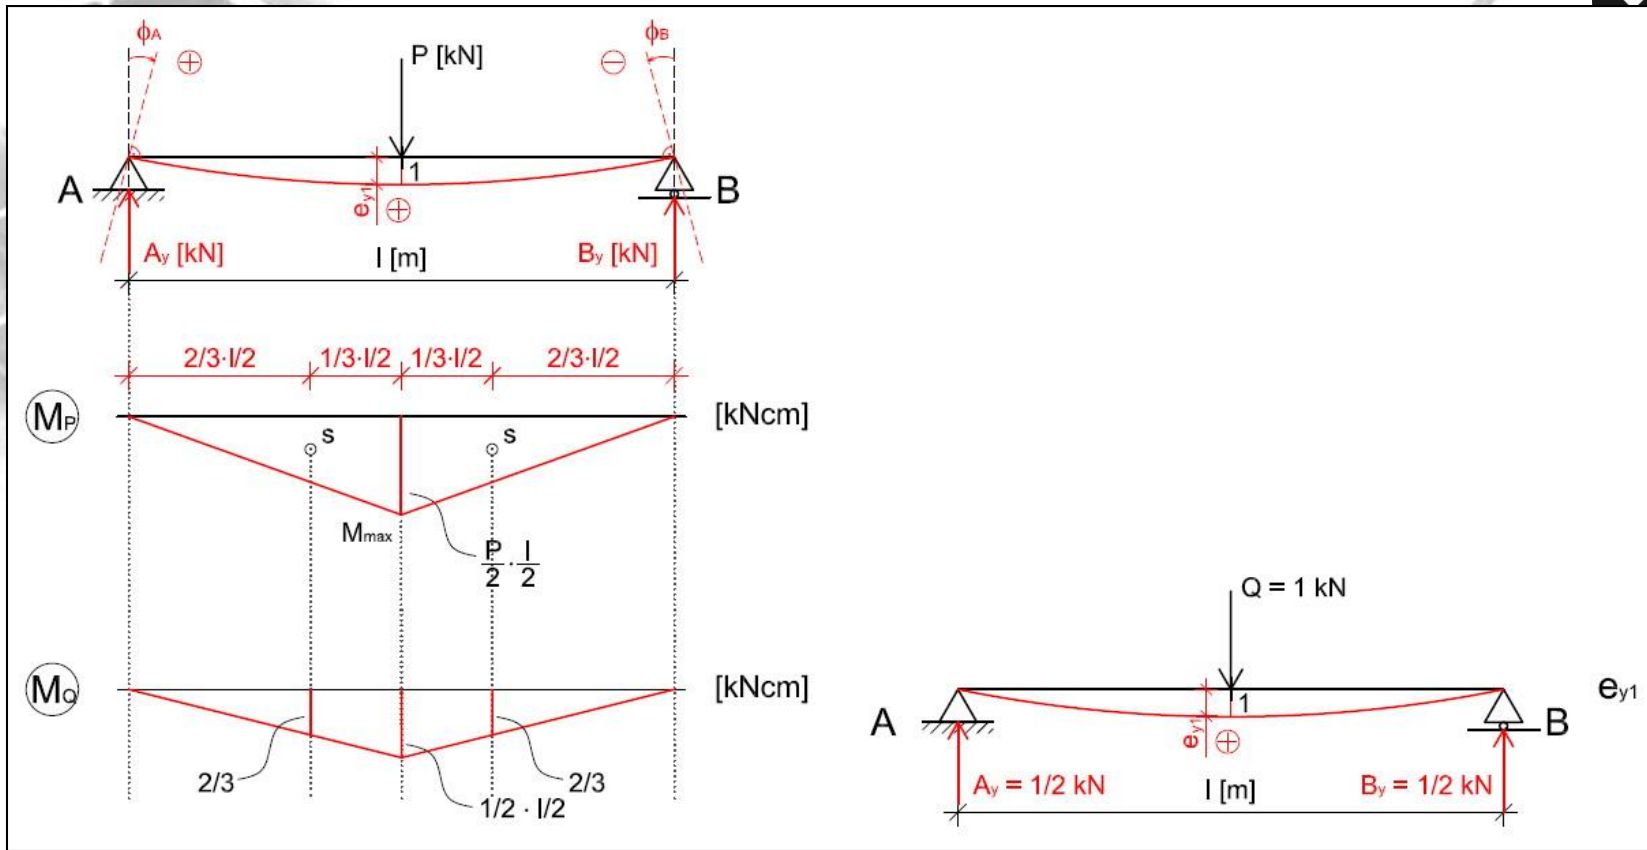 ϕA
ϕB
P [kN]
1
A
B
ey1
Ay [kN]
l [m]
By [kN]
2/3·l/2
1/3·l/2
1/3·l/2
2/3·l/2
MP
[kNcm]
s
s
Mmax
P/2 · l/2
MQ
[kNcm]
2/3
2/3
1/2 · l/2
Q = 1 kN
1
A
B
ey1
ey1
Ay = 1/2 kN
l [m]
By = 1/2 kN